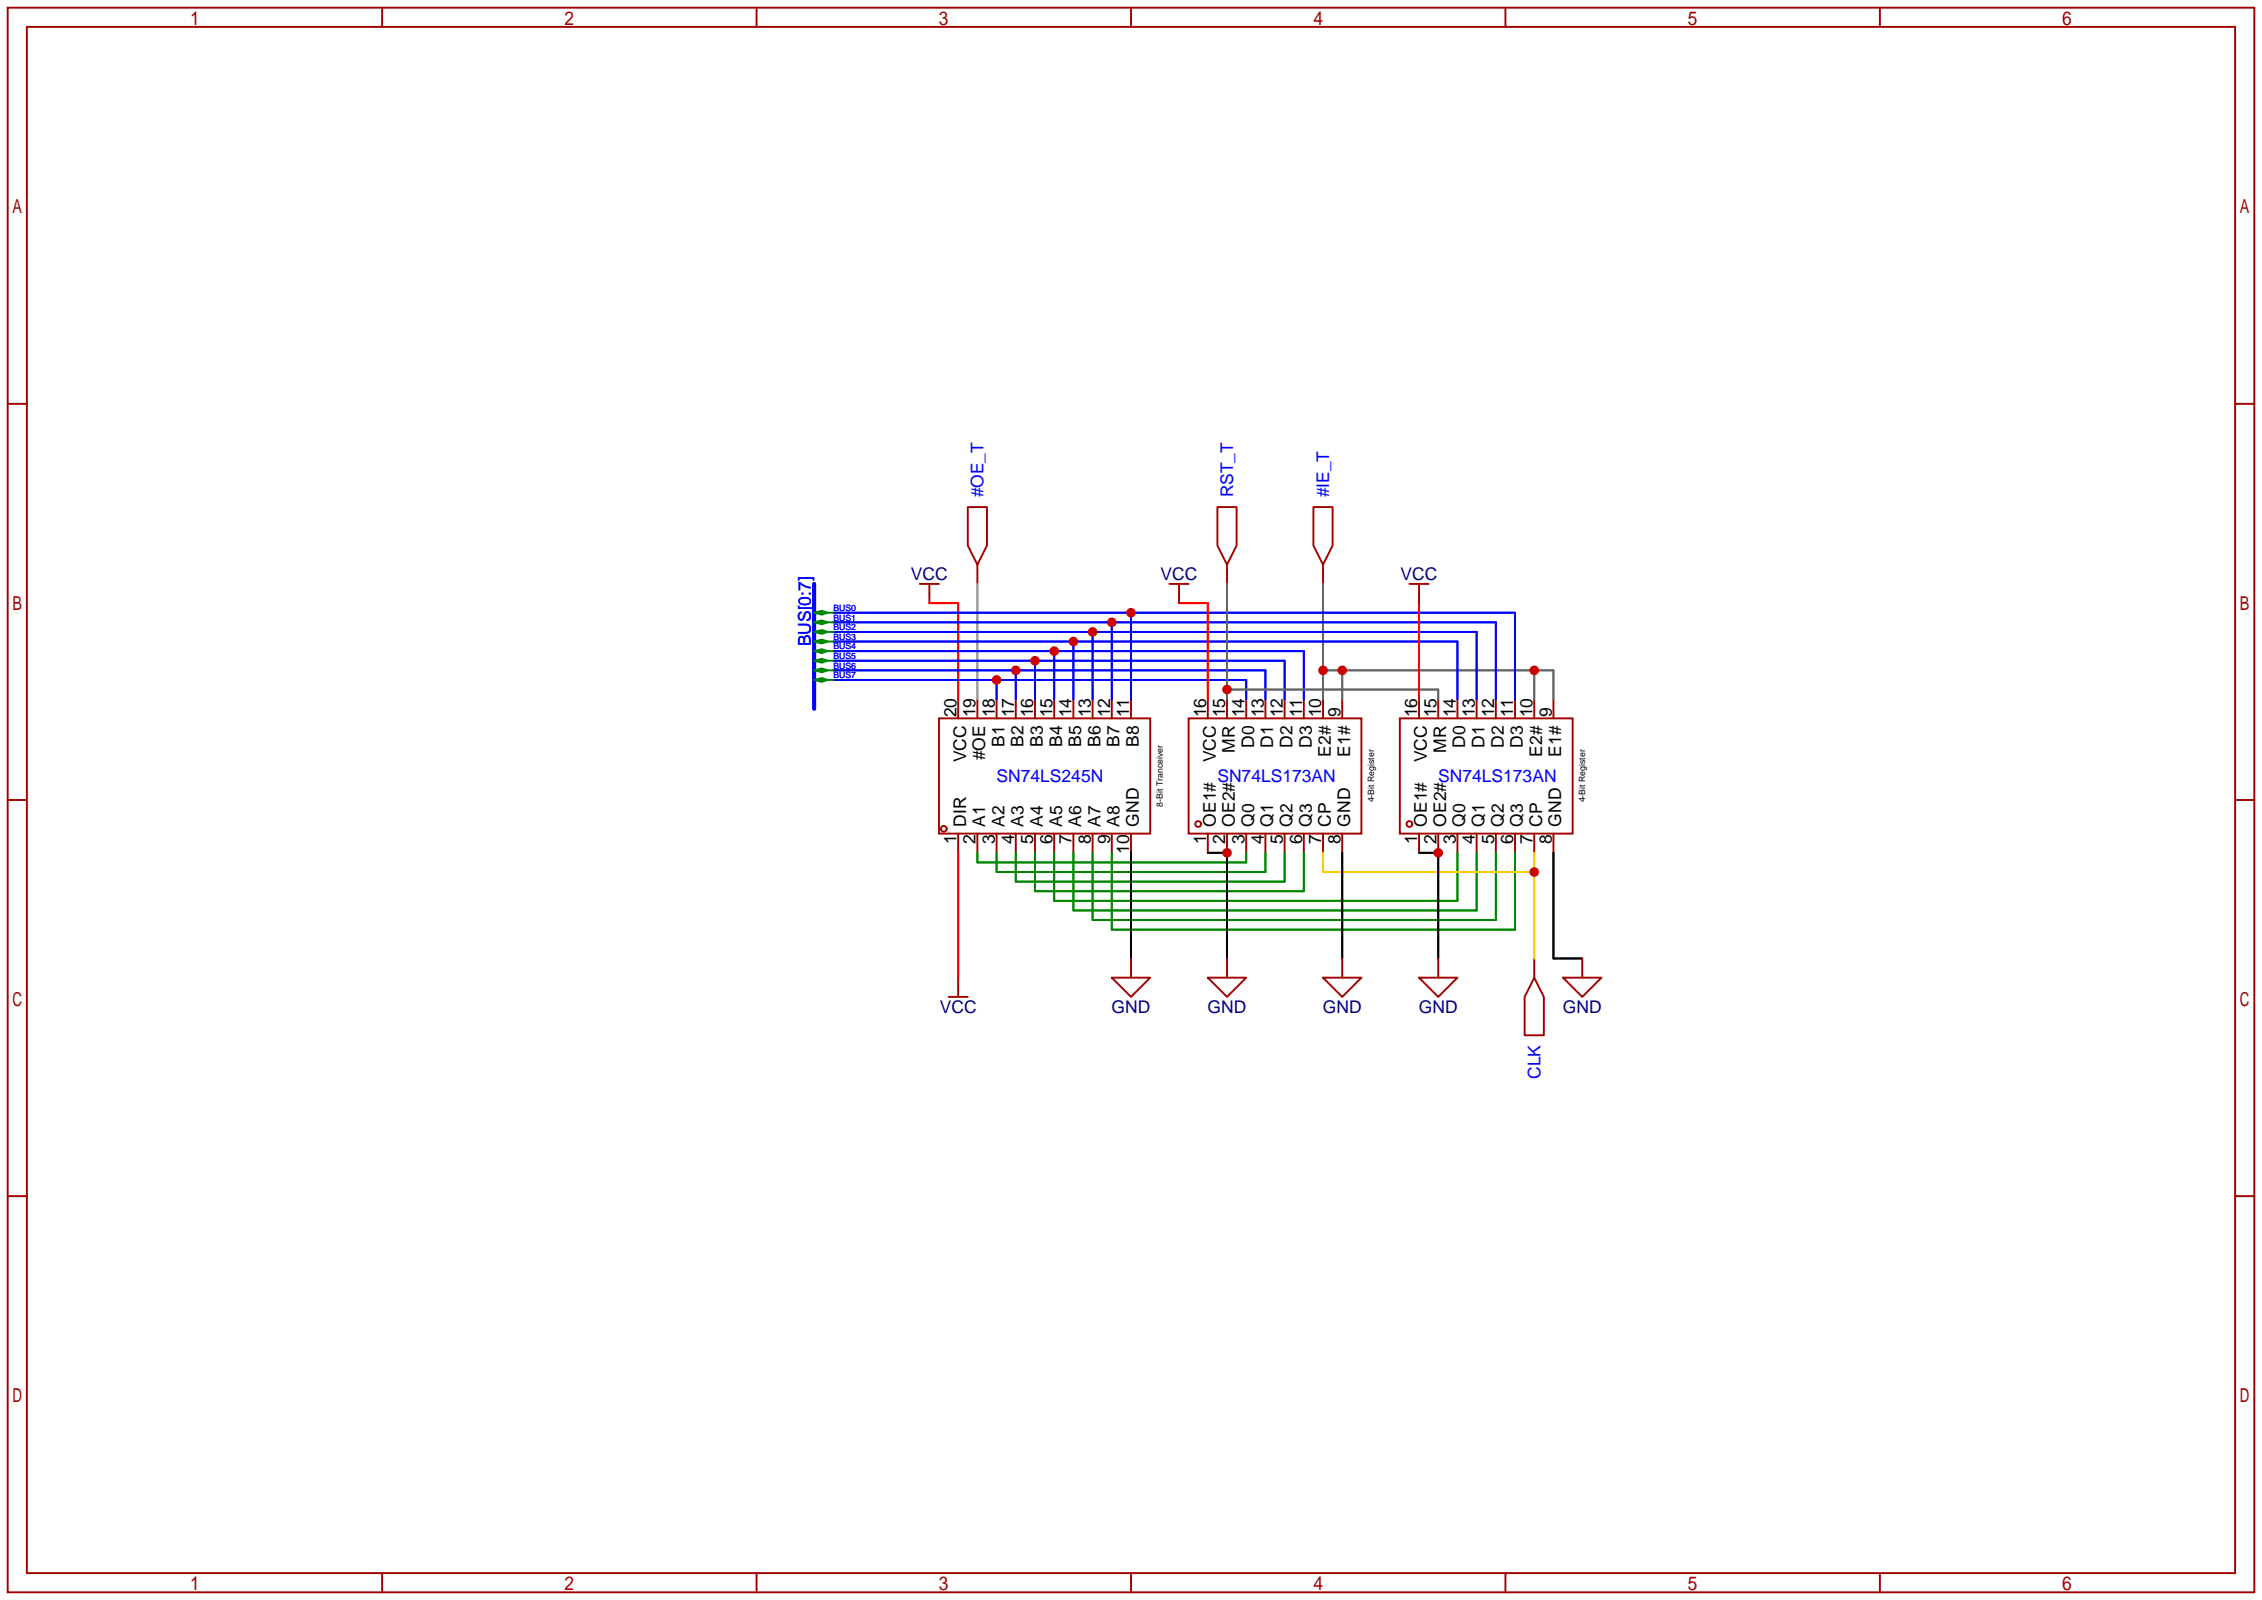 1 2 3 4 5 6
A A
#OE_T RST_T #IE_T
VCC VCC VCC
B B
BUS[0:7]
BUS0
BUS1
BUS2
BUS3
BUS4
BUS5
BUS6
BUS7
20 19 18 17 16 15 14 13 12 11
VCC #OE B1 B2 B3 B4 B5 B6 B7 B8
SN74LS245N
8-Bit Tranceiver
DIR A1 A2 A3 A4 A5 A6 A7 A8 GND
1 2 3 4 5 6 7 8 9 10
16 15 14 13 12 11 10 9
VCC MR D0 D1 D2 D3 E2# E1#
SN74LS173AN
4-Bit Register
OE1# OE2# Q0 Q1 Q2 Q3 CP GND
1 2 3 4 5 6 7 8
16 15 14 13 12 11 10 9
VCC MR D0 D1 D2 D3 E2# E1#
SN74LS173AN
4-Bit Register
OE1# OE2# Q0 Q1 Q2 Q3 CP GND
1 2 3 4 5 6 7 8
C C
VCC GND GND GND GND GND
CLK
D D
1 2 3 4 5 6